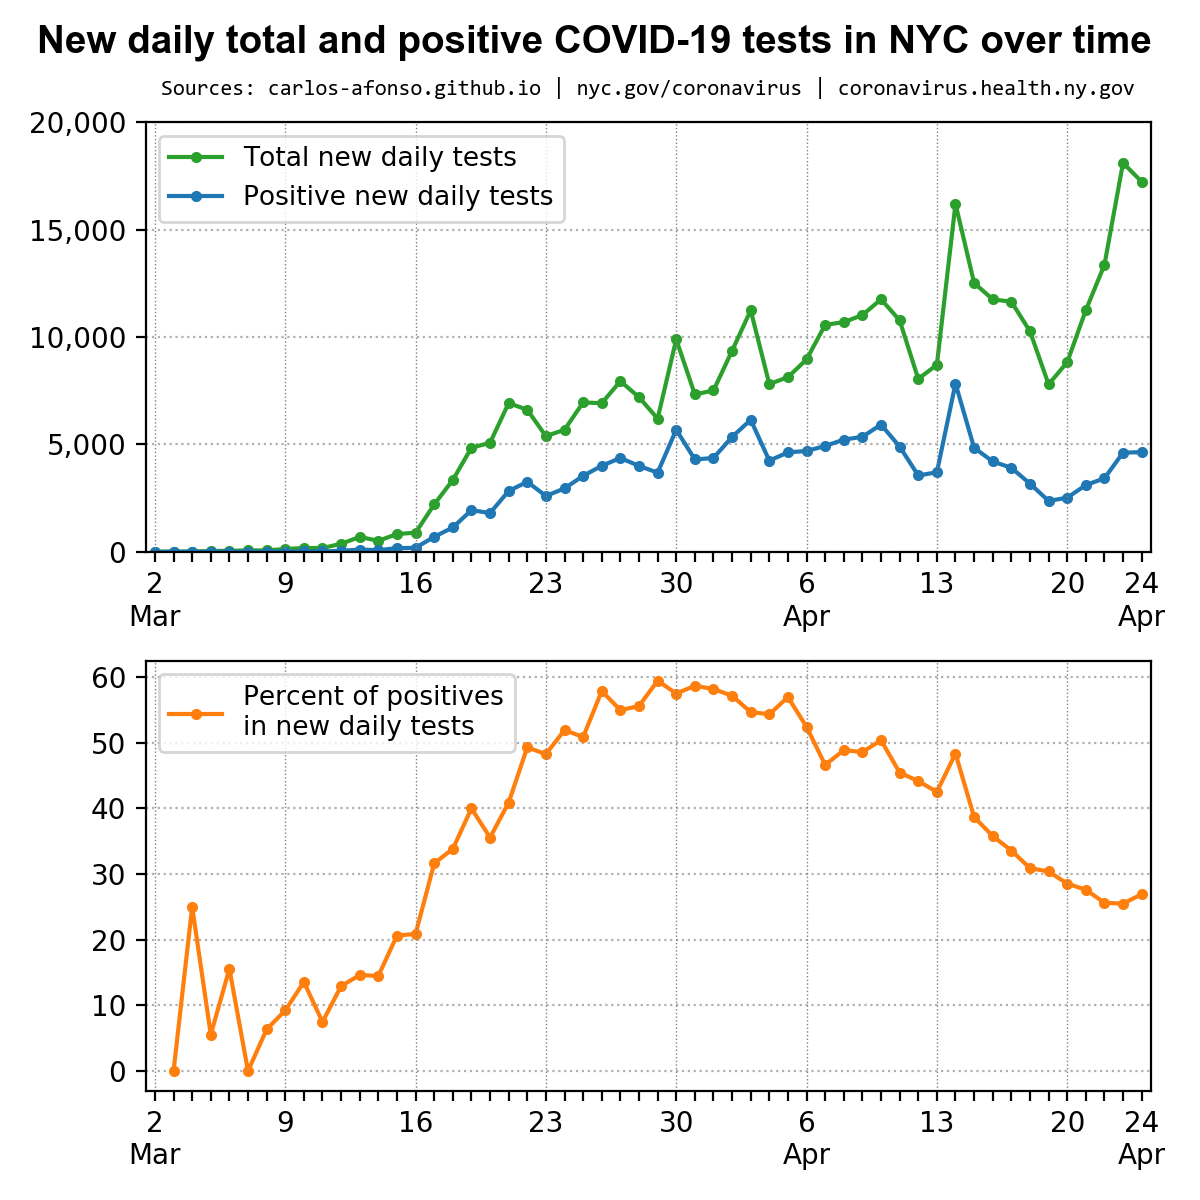 New daily total and positive COVID-19 tests in NYC over time
Sources: carlos-afonso.github.io | nyc.gov/coronavirus | coronavirus.health.ny.gov
20,000
15,000
10,000
5,000
0
Total new daily tests
Positive new daily tests
2 9 16 23 30 6 13 20 24
Mar Apr Apr
60
50
40
30
20
10
0
Percent of positives
in new daily tests
2 9 16 23 30 6 13 20 24
Mar Apr Apr